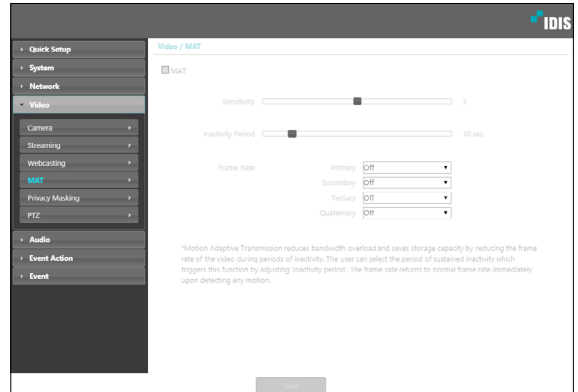 IDIS
Quick Setup
System
Network
Video
Camera
Streaming
Webcasting
MAT
Privacy Masking
PTZ
Audio
Event Action
Event
Video / MAT
MAT
Sensitivity 3
Inactivity Period 10 sec.
Frame Rate Primary Off
Secondary Off
Tertiary Off
Quaternary Off
*Motion Adaptive Transmission reduces bandwidth overload and saves storage capacity by reducing the frame
rate of the video during periods of inactivity. The user can select the period of sustained inactivity which
triggers this function by adjusting 'Inactivity period'. The frame rate returns to normal frame rate immediately
upon detecting any motion.
Save